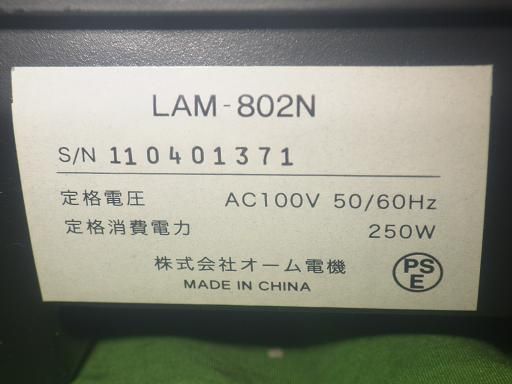 LAM-802N
S/N 110401371
定格電圧 AC100V 50/60Hz
定格消費電力 250W
株式会社オーム電機
MADE IN CHINA
PS
E